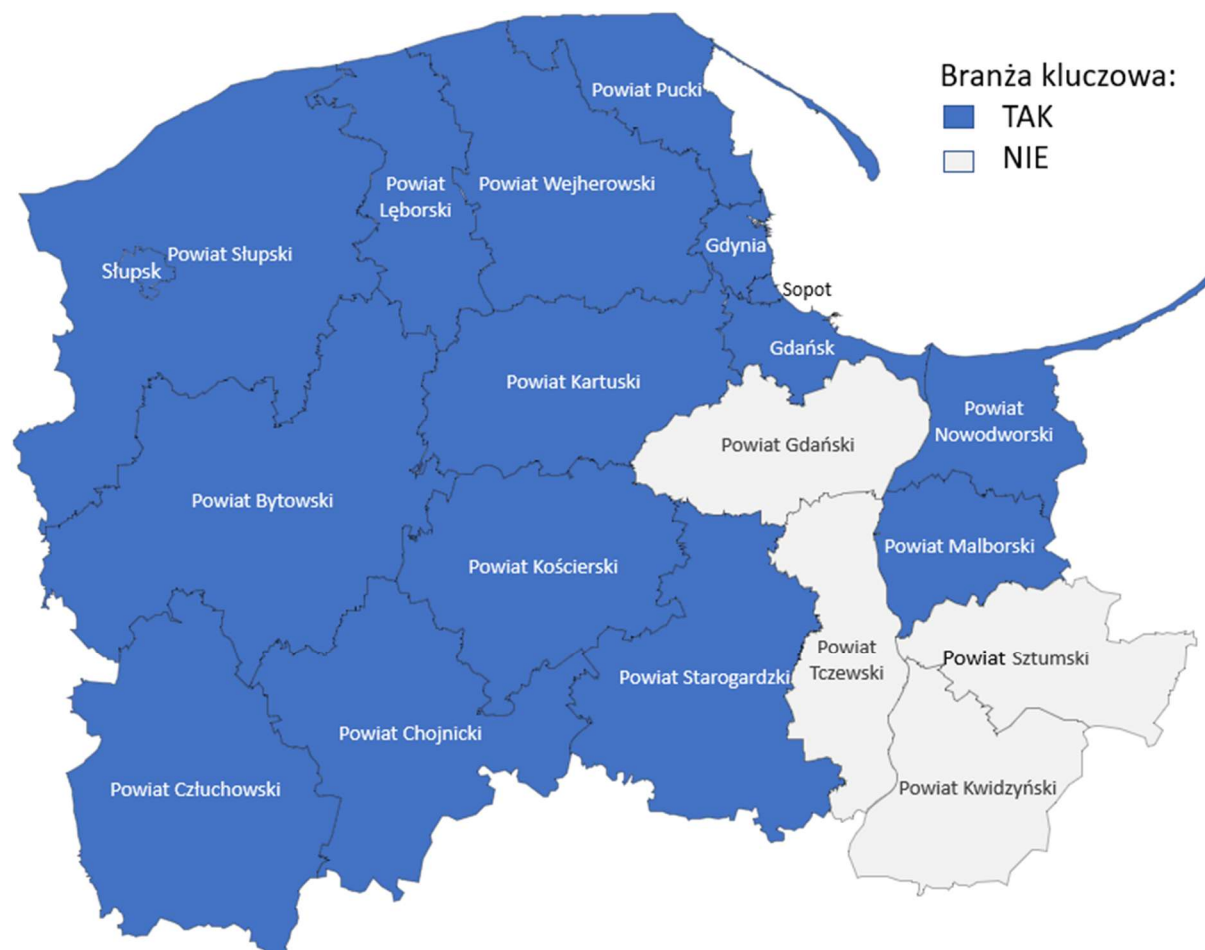 Branża kluczowa:
TAK
NIE
Powiat Pucki
Powiat
Lęborski
Powiat Wejherowski
Powiat Słupski
Słupsk
Gdynia
Sopot
Gdańsk
Powiat Kartuski
Powiat
Nowodworski
Powiat Gdański
Powiat Bytowski
Powiat Malborski
Powiat Kościerski
Powiat
Tczewski
Powiat Sztumski
Powiat Starogardzki
Powiat Chojnicki
Powiat Człuchowski
Powiat Kwidzyński